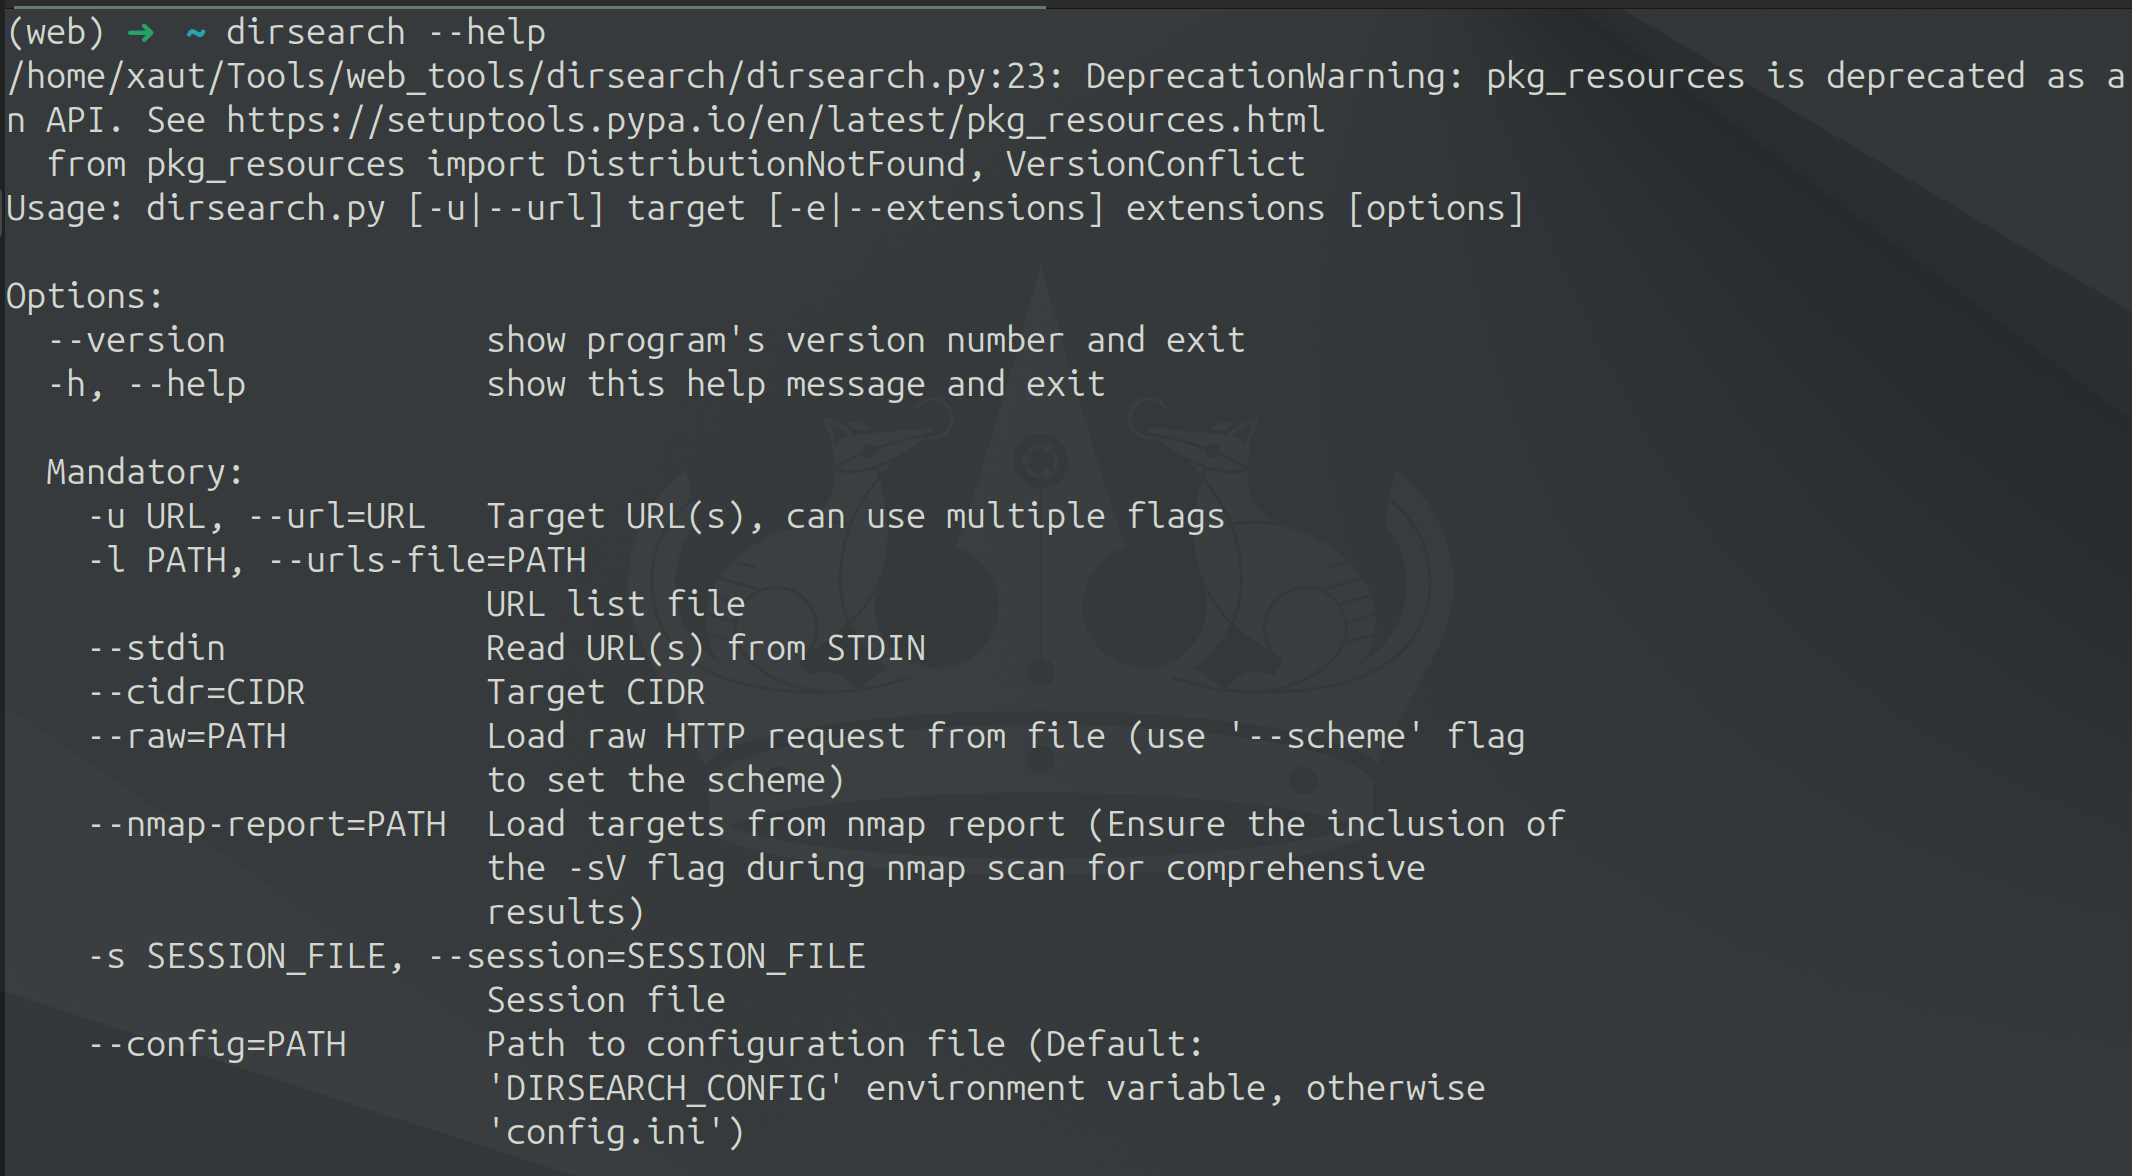 (web) ➜ ~ dirsearch --help
/home/xaut/Tools/web_tools/dirsearch/dirsearch.py:23: DeprecationWarning: pkg_resources is deprecated as a
n API. See https://setuptools.pypa.io/en/latest/pkg_resources.html
  from pkg_resources import DistributionNotFound, VersionConflict
Usage: dirsearch.py [-u|--url] target [-e|--extensions] extensions [options]

Options:
  --version             show program's version number and exit
  -h, --help            show this help message and exit

  Mandatory:
    -u URL, --url=URL   Target URL(s), can use multiple flags
    -l PATH, --urls-file=PATH
                        URL list file
    --stdin             Read URL(s) from STDIN
    --cidr=CIDR         Target CIDR
    --raw=PATH          Load raw HTTP request from file (use '--scheme' flag
                        to set the scheme)
    --nmap-report=PATH  Load targets from nmap report (Ensure the inclusion of
                        the -sV flag during nmap scan for comprehensive
                        results)
    -s SESSION_FILE, --session=SESSION_FILE
                        Session file
    --config=PATH       Path to configuration file (Default:
                        'DIRSEARCH_CONFIG' environment variable, otherwise
                        'config.ini')